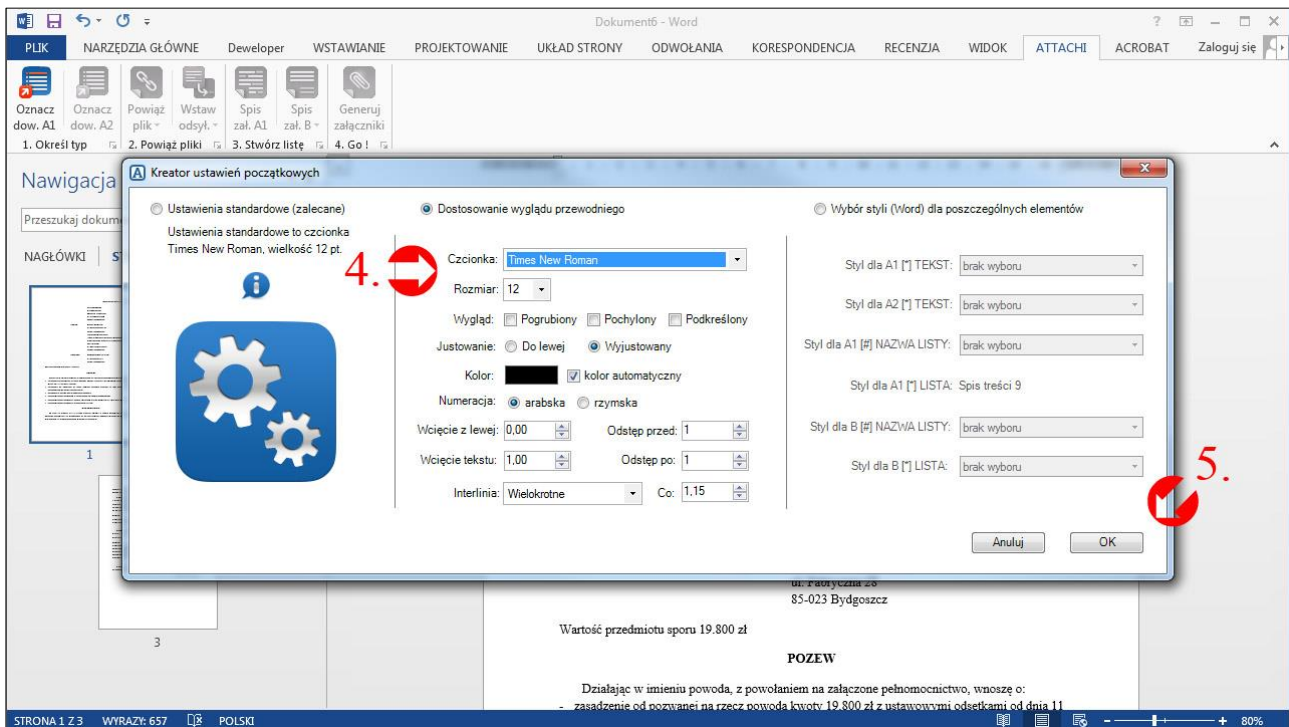 Dokument6 - Word
PLIK NARZĘDZIA GŁÓWNE Deweloper WSTAWIANIE PROJEKTOWANIE UKŁAD STRONY ODWOŁANIA KORESPONDENCJA RECENZJA WIDOK ATTACHI ACROBAT Zaloguj się
Oznacz Oznacz Powiąż Wstaw Spis Spis Generuj
dow. A1 dow. A2 plik odsył. zał. A1 zał. B załączniki
1. Określ typ 2. Powiąż pliki 3. Stwórz listę 4. Go !
Nawigacja
Przeszukaj dokum
NAGŁÓWKI S
1
3
Kreator ustawień początkowych
Ustawienia standardowe (zalecane)
Ustawienia standardowe to czcionka
Times New Roman, wielkość 12 pt.
Dostosowanie wyglądu przewodniego
4.
Czcionka: Times New Roman
Rozmiar: 12
Wygląd: Pogrubiony Pochylony Podkreślony
Justowanie: Do lewej Wyjustowany
Kolor: kolor automatyczny
Numeracja: arabska rzymska
Wcięcie z lewej: 0,00 Odstęp przed: 1
Wcięcie tekstu: 1,00 Odstęp po: 1
Interlinia: Wielokrotne Co: 1,15
Wybór styli (Word) dla poszczególnych elementów
Styl dla A1 [*] TEKST: brak wyboru
Styl dla A2 [*] TEKST: brak wyboru
Styl dla A1 [#] NAZWA LISTY: brak wyboru
Styl dla A1 [*] LISTA: Spis treści 9
Styl dla B [#] NAZWA LISTY: brak wyboru
Styl dla B [*] LISTA: brak wyboru
5.
Anuluj OK
ul. Fabryczna 28
85-023 Bydgoszcz
Wartość przedmiotu sporu 19.800 zł
POZEW
Działając w imieniu powoda, z powołaniem na załączone pełnomocnictwo, wnoszę o:
- zasądzenie od pozwanej na rzecz powoda kwoty 19.800 zł z ustawowymi odsetkami od dnia 11
STRONA 1 Z 3 WYRAZY: 657 POLSKI 80%